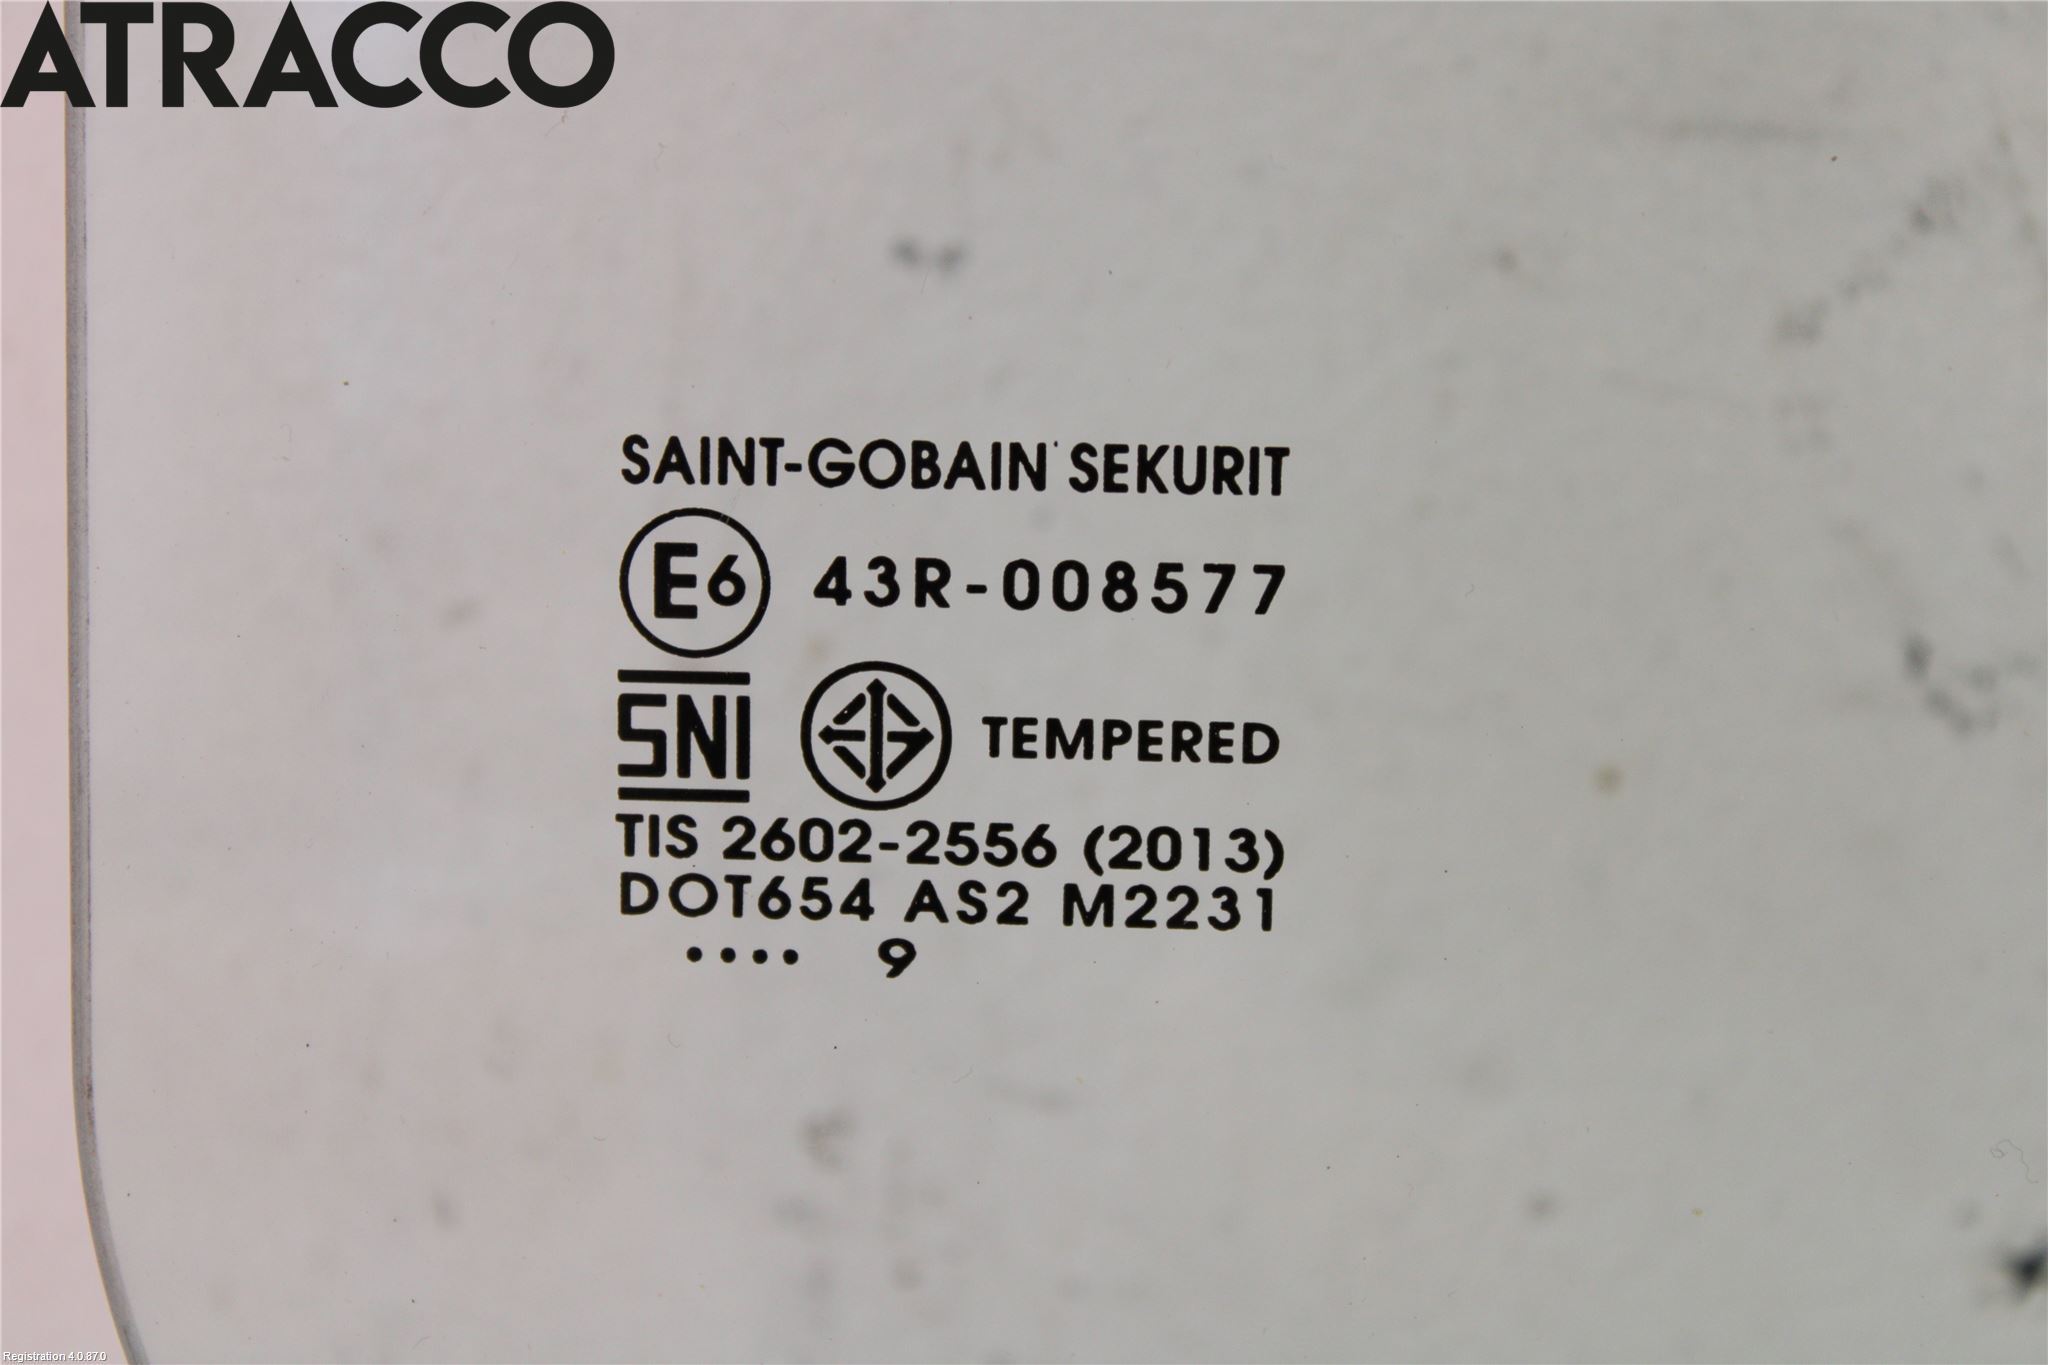 ATRACCO
SAINT-GOBAIN SEKURIT
E6 43R-008577
SNI TEMPERED
TIS 2602-2556 (2013)
DOT654 AS2 M2231
.... 9
Registration 4.0.87.0